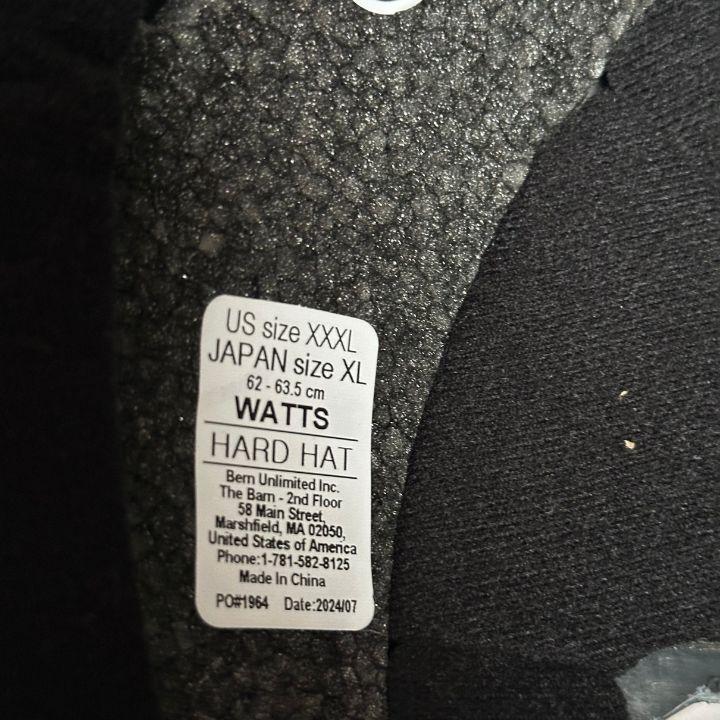 US size XXXL
JAPAN size XL
62 - 63.5 cm
WATTS
HARD HAT
Bern Unlimited Inc.
The Barn - 2nd Floor
58 Main Street,
Marshfield, MA 02050,
United States of America
Phone:1-781-582-8125
Made In China
PO#1964 Date:2024/07